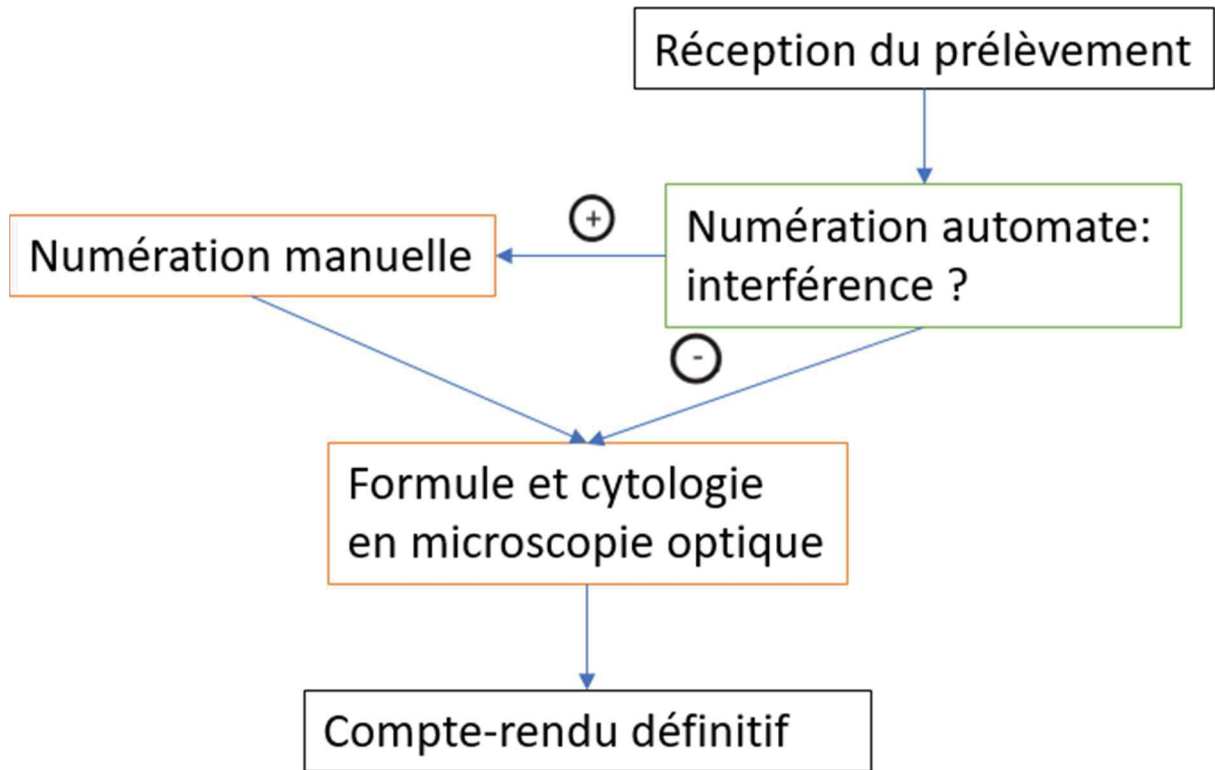 Réception du prélèvement
Numération automate:
interférence ?
+
Numération manuelle
-
Formule et cytologie
en microscopie optique
Compte-rendu définitif